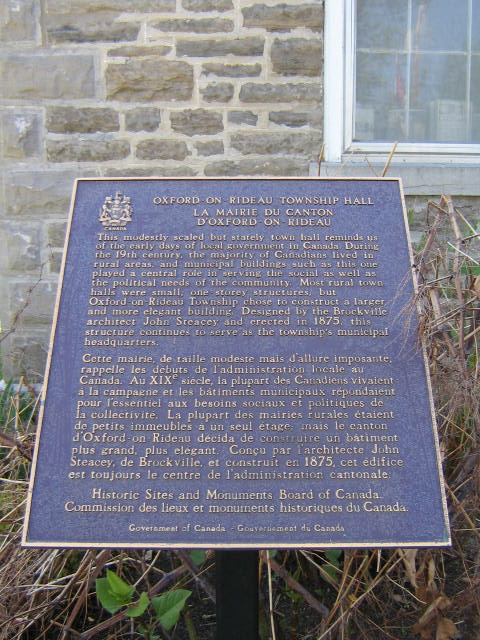 CANADA
OXFORD-ON-RIDEAU TOWNSHIP HALL
LA MAIRIE DU CANTON
D'OXFORD-ON-RIDEAU
This modestly scaled but stately town hall reminds us
of the early days of local government in Canada. During
the 19th century, the majority of Canadians lived in
rural areas, and municipal buildings such as this one
played a central role in serving the social as well as
the political needs of the community. Most rural town
halls were small, one storey structures, but
Oxford-on-Rideau Township chose to construct a larger
and more elegant building. Designed by the Brockville
architect John Steacey and erected in 1875, this
structure continues to serve as the township's municipal
headquarters.
Cette mairie, de taille modeste mais d'allure imposante,
rappelle les débuts de l'administration locale au
Canada. Au XIXe siècle, la plupart des Canadiens vivaient
à la campagne et les bâtiments municipaux répondaient
pour l'essentiel aux besoins sociaux et politiques de
la collectivité. La plupart des mairies rurales étaient
de petits immeubles à un seul étage; mais le canton
d'Oxford-on-Rideau décida de construire un bâtiment
plus grand, plus élégant. Conçu par l'architecte John
Steacey, de Brockville, et construit en 1875, cet édifice
est toujours le centre de l'administration cantonale.
Historic Sites and Monuments Board of Canada.
Commission des lieux et monuments historiques du Canada.
Government of Canada - Gouvernement du Canada